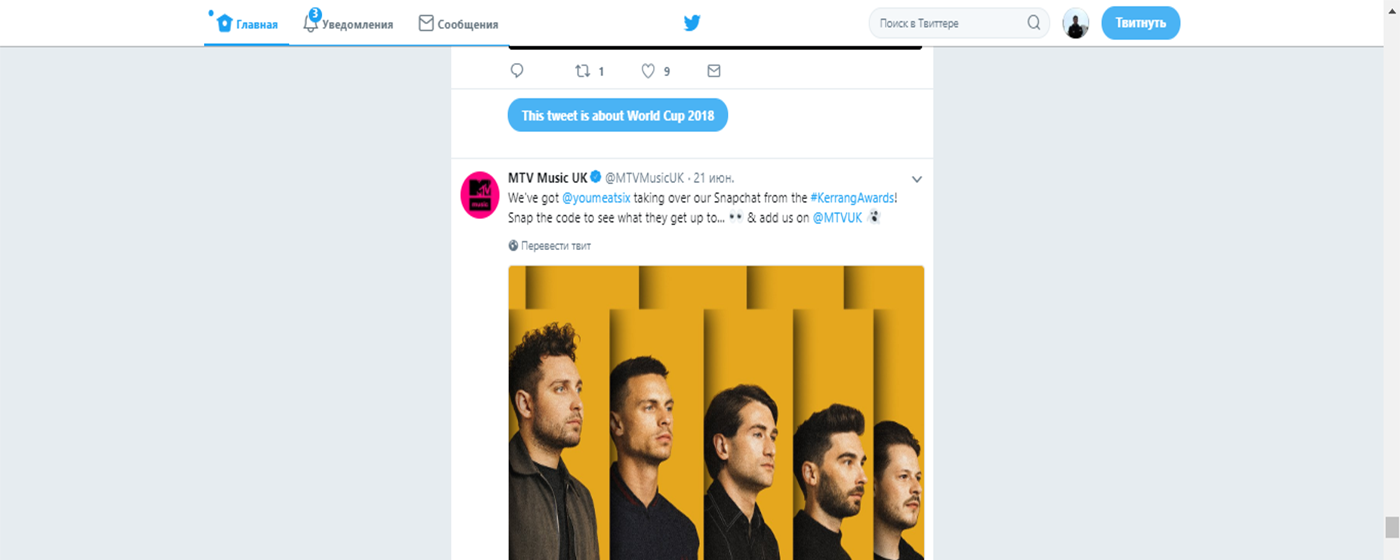 Главная
3
Уведомления
Сообщения
Поиск в Твиттере
Твитнуть
1
9
This tweet is about World Cup 2018
MTV Music UK @MTVMusicUK · 21 июн.
We've got @youmeatsix taking over our Snapchat from the #KerrangAwards!
Snap the code to see what they get up to... 👀 & add us on @MTVUK
Перевести твит
MTV
music